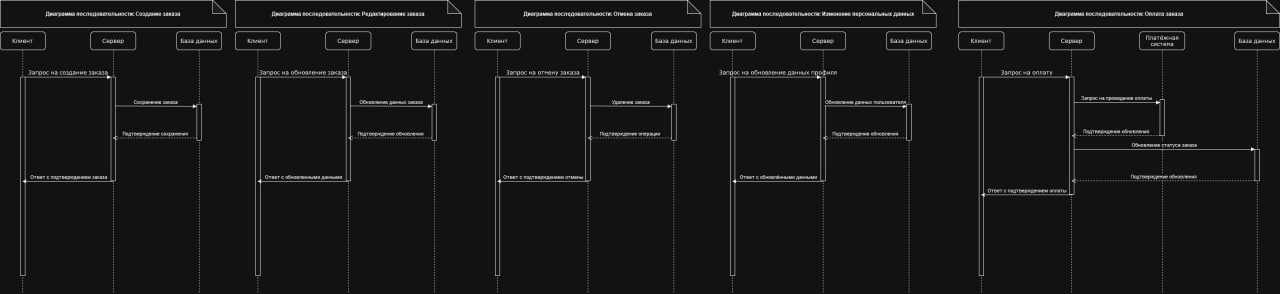 Диаграмма последовательности: Создание заказа
Клиент
Сервер
База данных
Запрос на создание заказа
Сохранение заказа
Подтверждение сохранения
Ответ с подтверждением заказа
Диаграмма последовательности: Редактирование заказа
Клиент
Сервер
База данных
Запрос на обновление заказа
Обновление данных заказа
Подтверждение обновления
Ответ с обновленными данными
Диаграмма последовательности: Отмена заказа
Клиент
Сервер
База данных
Запрос на отмену заказа
Удаление заказа
Подтверждение операции
Ответ с подтверждением отмены
Диаграмма последовательности: Изменение персональных данных
Клиент
Сервер
База данных
Запрос на обновление данных профиля
Обновление данных пользователя
Подтверждение обновления
Ответ с обновлёнными данными
Диаграмма последовательности: Оплата заказа
Клиент
Сервер
Платёжная
система
База данных
Запрос на оплату
Запрос на проведение оплаты
Подтверждение обновления
Обновление статуса заказа
Подтверждение обновления
Ответ с подтверждением оплаты